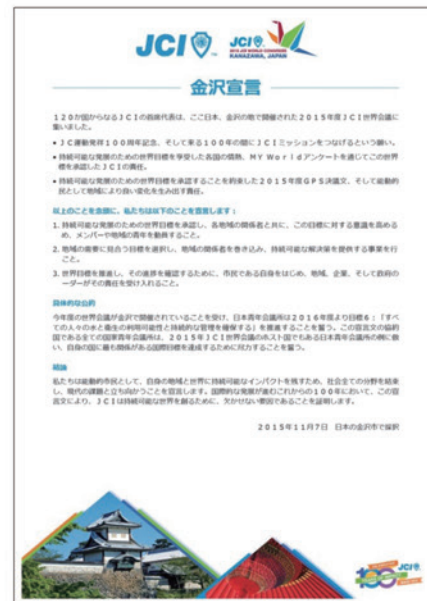 JCI
JCI
2015 JCI WORLD CONGRESS
KANAZAWA, JAPAN
金沢宣言
120か国からなるJCIの各国代表は、ここ日本、金沢の地で開催された2015年度JCI世界会議に
集いました。
• JC運動発祥100周年記念、そして来る100年の間にJCIミッションをつなげるという願い。
• 持続可能な発展のための世界目標を享受した各国の情熱、MY Worldアンケートを通じてこの世界
標を承認したJCIの責任。
• 持続可能な発展のための世界目標を承認することを約束した2015年度GPS決議文、そして能動的
民として地域により良い変化を生み出す責任。
以上のことを念頭に、私たちは以下のことを宣言します：
1. 持続可能な発展のための世界目標を承認し、各地域の関係者と共に、この目標に対する意識を高める
め、メンバーや地域の青年を動員すること。
2. 地域の需要に見合う目標を選択し、地域の関係者を巻き込み、持続可能な解決策を提供する事業を行
こと。
3. 世界目標を推進し、その進捗を確認するために、市民である自身をはじめ、地域、企業、そして政府の
ーダーがその責任を受け入れること。
具体的な公約
今年度の世界会議が金沢で開催されていることを受け、日本青年会議所は2016年度より目標6：「すべ
ての人々の水と衛生の利用可能性と持続的な管理を確保する」を推進することを誓う。この宣言文の協約
国である全ての国家青年会議所は、2015年JCI世界会議のホスト国でもある日本青年会議所の例に倣
い、自身の国に最も関係がある国際目標を達成するために尽力することを誓う。
結論
私たちは能動的市民として、自身の地域と世界に持続可能なインパクトを残すため、社会全ての分野を結束
し、現代の課題と立ち向かうことを宣言します。国際的な発展が進むこれからの100年において、この宣
言文により、JCIは持続可能な世界を創るために、欠かせない要因であることを証明します。
2015年11月7日 日本の金沢市で採択
100
JCI